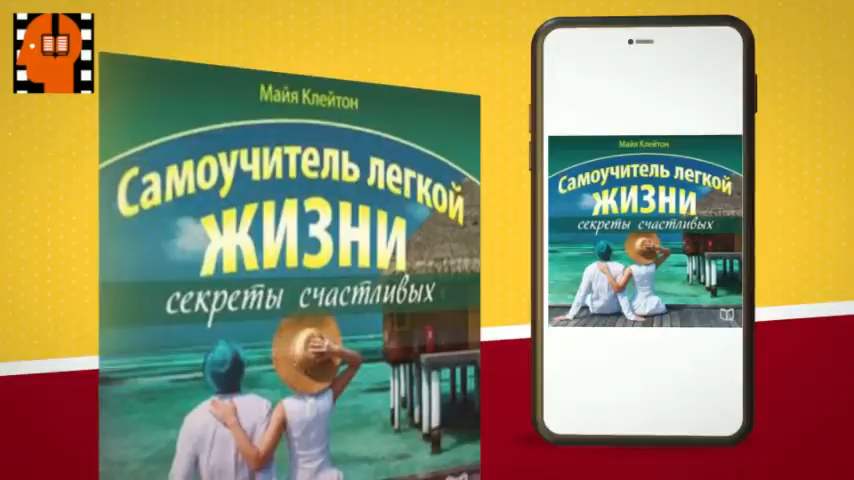 Майя Клейтон
Самоучитель легкой
жизни
секреты счастливых
Майя Клейтон
Самоучитель легкой
жизни
секреты счастливых